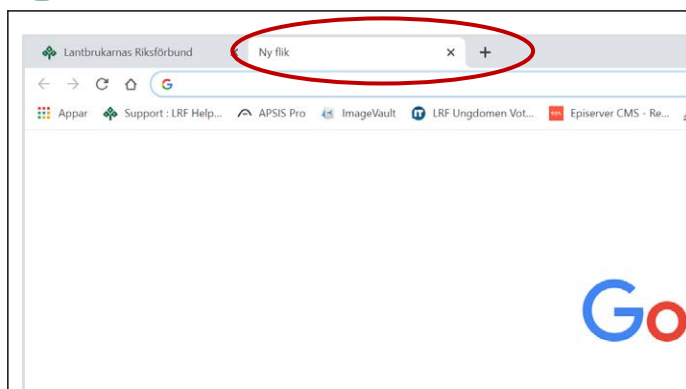 Lantbrukarnas Riksförbund Ny flik
Appar Support : LRF Help... APSIS Pro ImageVault LRF Ungdomen Vot... Episerver CMS - Re...
Go